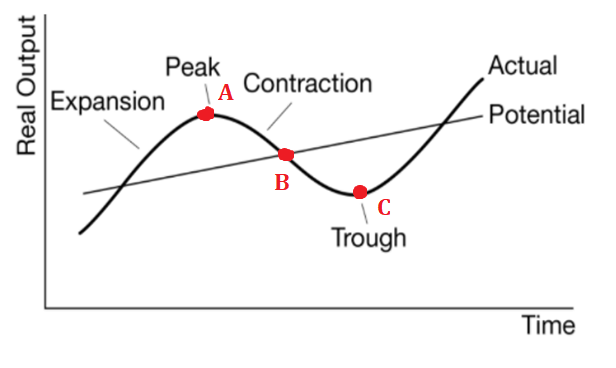 Real Output
Peak
A
Contraction
Expansion
Actual
Potential
B
C
Trough
Time